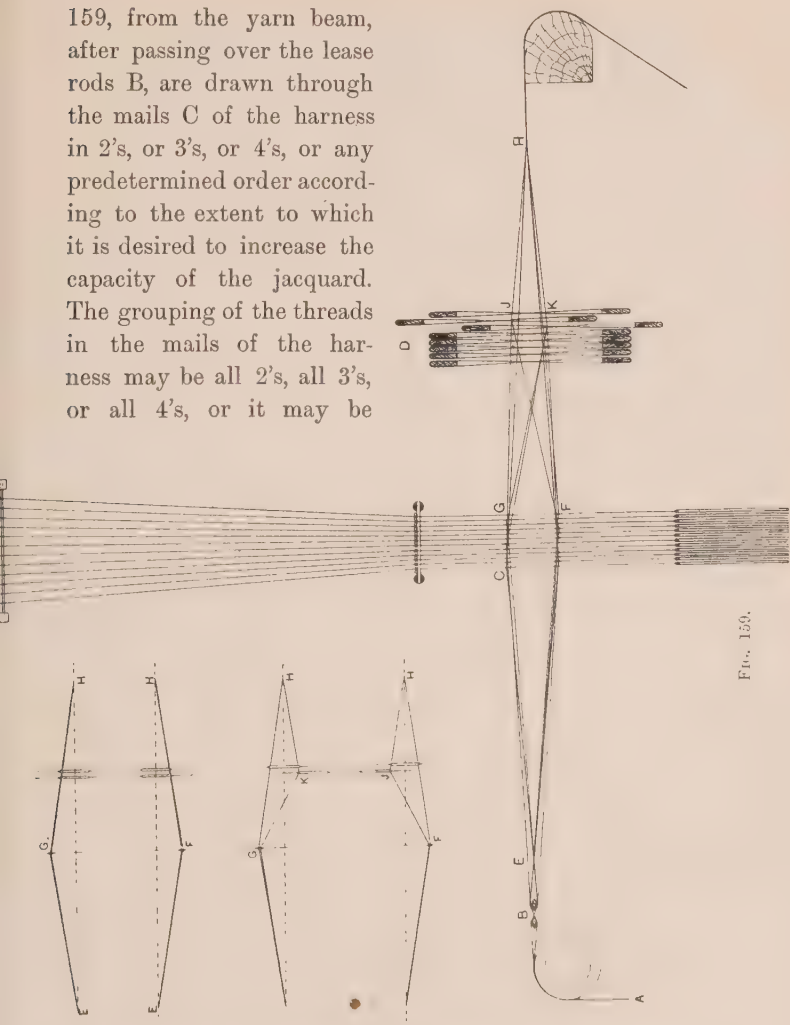 159, from the yarn beam,
after passing over the lease
rods B, are drawn through
the mails C of the harness
in 2's, or 3's, or 4's, or any
predetermined order accord-
ing to the extent to which
it is desired to increase the
capacity of the jacquard.
The grouping of the threads
in the mails of the har-
ness may be all 2's, all 3's,
or all 4's, or it may be
H
J
K
D
G
F
C
E
B
A
FIG. 159.
G
H
H
E
E
F
G
H
K
H
J
F